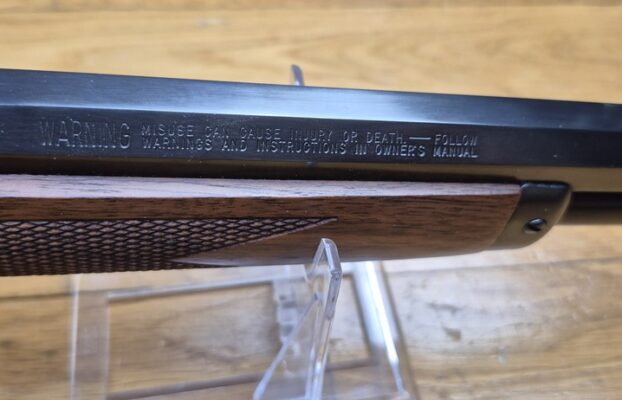 WARNING MISUSE CAN CAUSE INJURY OR DEATH — FOLLOW
WARNINGS AND INSTRUCTIONS IN OWNER'S MANUAL